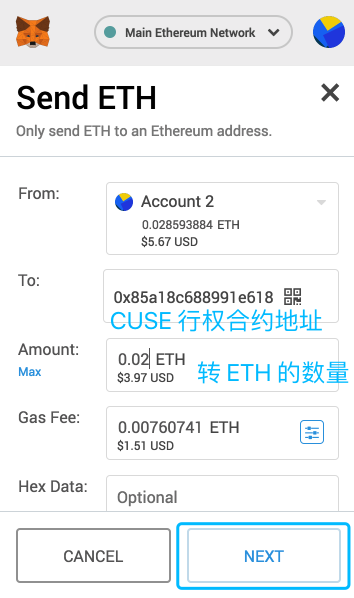 Main Ethereum Network
Send ETH
Only send ETH to an Ethereum address.
From:
Account 2
0.028593884 ETH
$5.67 USD
To:
0x85a18c688991e618
CUSE 行权合约地址
Amount:
Max
0.02 ETH
$3.97 USD
转 ETH 的数量
Gas Fee:
0.00760741 ETH
$1.51 USD
Hex Data:
Optional
CANCEL
NEXT